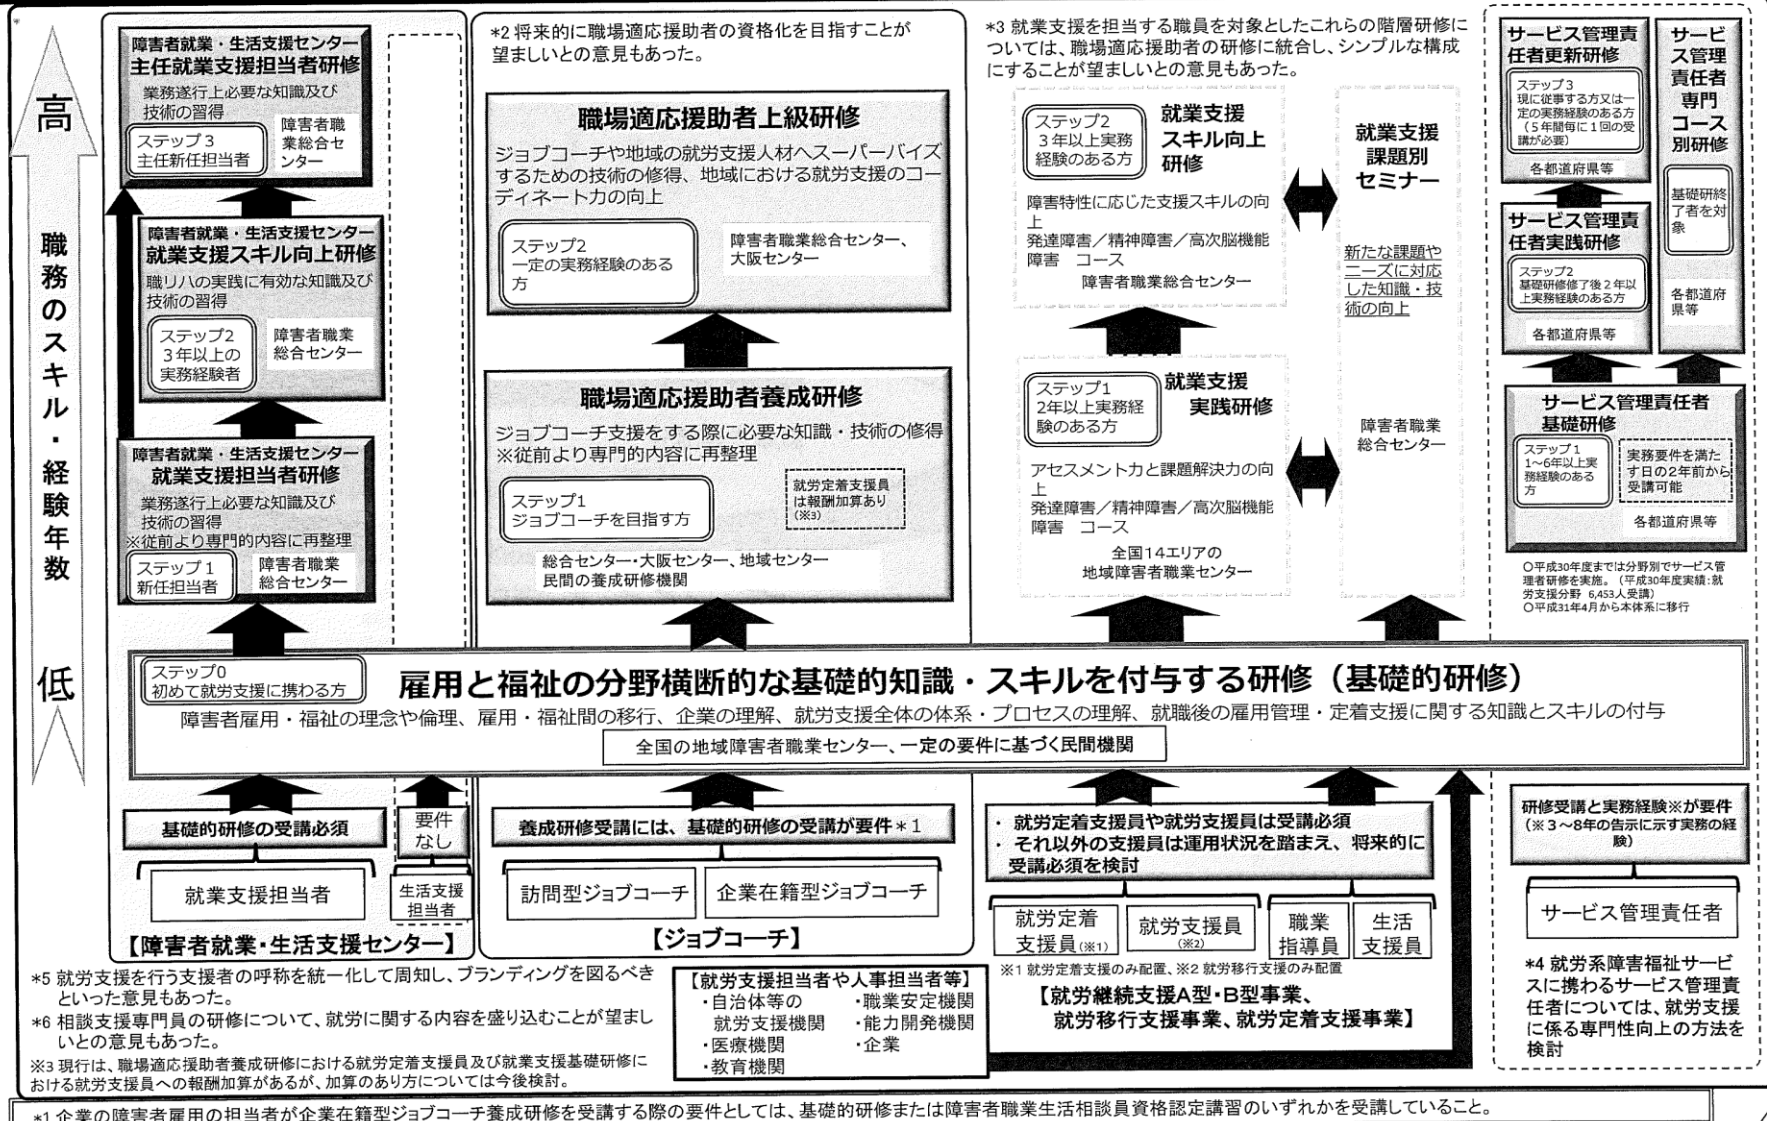 *
高
職務のスキル・経験年数
低
障害者就業・生活支援センター
主任就業支援担当者研修
業務遂行上必要な知識及び
技術の習得
ステップ3
主任新任担当者
障害者職
業総合セ
ンター
障害者就業・生活支援センター
就業支援スキル向上研修
職リハの実践に有効な知識及び
技術の習得
ステップ2
3年以上の
実務経験者
障害者職業
総合センター
障害者就業・生活支援センター
就業支援担当者研修
業務遂行上必要な知識及び
技術の習得
※従前より専門的内容に再整理
ステップ1
新任担当者
障害者職業
総合センター
*2 将来的に職場適応援助者の資格化を目指すことが
望ましいとの意見もあった。
職場適応援助者上級研修
ジョブコーチや地域の就労支援人材へスーパーバイズ
するための技術の修得、地域における就労支援のコー
ディネート力の向上
ステップ2
一定の実務経験のある
方
障害者職業総合センター、
大阪センター
職場適応援助者養成研修
ジョブコーチ支援をする際に必要な知識・技術の修得
※従前より専門的内容に再整理
ステップ1
ジョブコーチを目指す方
就労定着支援員
は報酬加算あり
(※3)
総合センター・大阪センター、地域センター
民間の養成研修機関
*3 就業支援を担当する職員を対象としたこれらの階層研修に
ついては、職場適応援助者の研修に統合し、シンプルな構成
にすることが望ましいとの意見もあった。
ステップ2
3年以上実務
経験のある方
就業支援
スキル向上
研修
障害特性に応じた支援スキルの向
上
発達障害／精神障害／高次脳機能
障害　コース
障害者職業総合センター
ステップ1
2年以上実務経
験のある方
就業支援
実践研修
アセスメント力と課題解決力の向
上
発達障害／精神障害／高次脳機能
障害　コース
全国14エリアの
地域障害者職業センター
就業支援
課題別
セミナー
新たな課題や
ニーズに対応
した知識・技
術の向上
障害者職業
総合センター
サービス管理責
任者更新研修
ステップ3
現に従事する方又は一
定の実務経験のある方
（5年間毎に1回の受
講が必要）
各都道府県等
サービス管理責
任者実践研修
ステップ2
基礎研修修了後2年以
上実務経験のある方
各都道府県等
サービ
ス管理
責任者
専門
コース
別研修
基礎研終
了者を対
象
各都道府
県等
サービス管理責任者
基礎研修
ステップ1
1～6年以上実
務経験のある
方
実務要件を満た
す日の2年前から
受講可能
各都道府県等
〇平成30年度までは分野別でサービス管
理者研修を実施。（平成30年度実績:就
労支援分野　6,453人受講）
〇平成31年4月から本体系に移行
ステップ0
初めて就労支援に携わる方
雇用と福祉の分野横断的な基礎的知識・スキルを付与する研修（基礎的研修）
障害者雇用・福祉の理念や倫理、雇用・福祉間の移行、企業の理解、就労支援全体の体系・プロセスの理解、就職後の雇用管理・定着支援に関する知識とスキルの付与
全国の地域障害者職業センター、一定の要件に基づく民間機関
基礎的研修の受講必須
要件
なし
就業支援担当者
生活支援
担当者
【障害者就業・生活支援センター】
養成研修受講には、基礎的研修の受講が要件＊1
訪問型ジョブコーチ
企業在籍型ジョブコーチ
【ジョブコーチ】
・ 就労定着支援員や就労支援員は受講必須
・ それ以外の支援員は運用状況を踏まえ、将来的に
受講必須を検討
就労定着
支援員(※1)
就労支援員
(※2)
職業
指導員
生活
支援員
※1 就労定着支援のみ配置、※2 就労移行支援のみ配置
【就労継続支援A型・B型事業、
就労移行支援事業、就労定着支援事業】
研修受講と実務経験※が要件
（※3～8年の告示に示す実務の経
験）
サービス管理責任者
*4 就労系障害福祉サービ
スに携わるサービス管理責
任者については、就労支援
に係る専門性向上の方法を
検討
*5 就労支援を行う支援者の呼称を統一化して周知し、ブランディングを図るべき
といった意見もあった。
*6 相談支援専門員の研修について、就労に関する内容を盛り込むことが望まし
いとの意見もあった。
※3 現行は、職場適応援助者養成研修における就労定着支援員及び就業支援基礎研修に
おける就労支援員への報酬加算があるが、加算のあり方については今後検討。
【就労支援担当者や人事担当者等】
・自治体等の
就労支援機関
・医療機関
・教育機関
・職業安定機関
・能力開発機関
・企業
*1 企業の障害者雇用の担当者が企業在籍型ジョブコーチ養成研修を受講する際の要件としては、基礎的研修または障害者職業生活相談員資格認定講習のいずれかを受講していること。